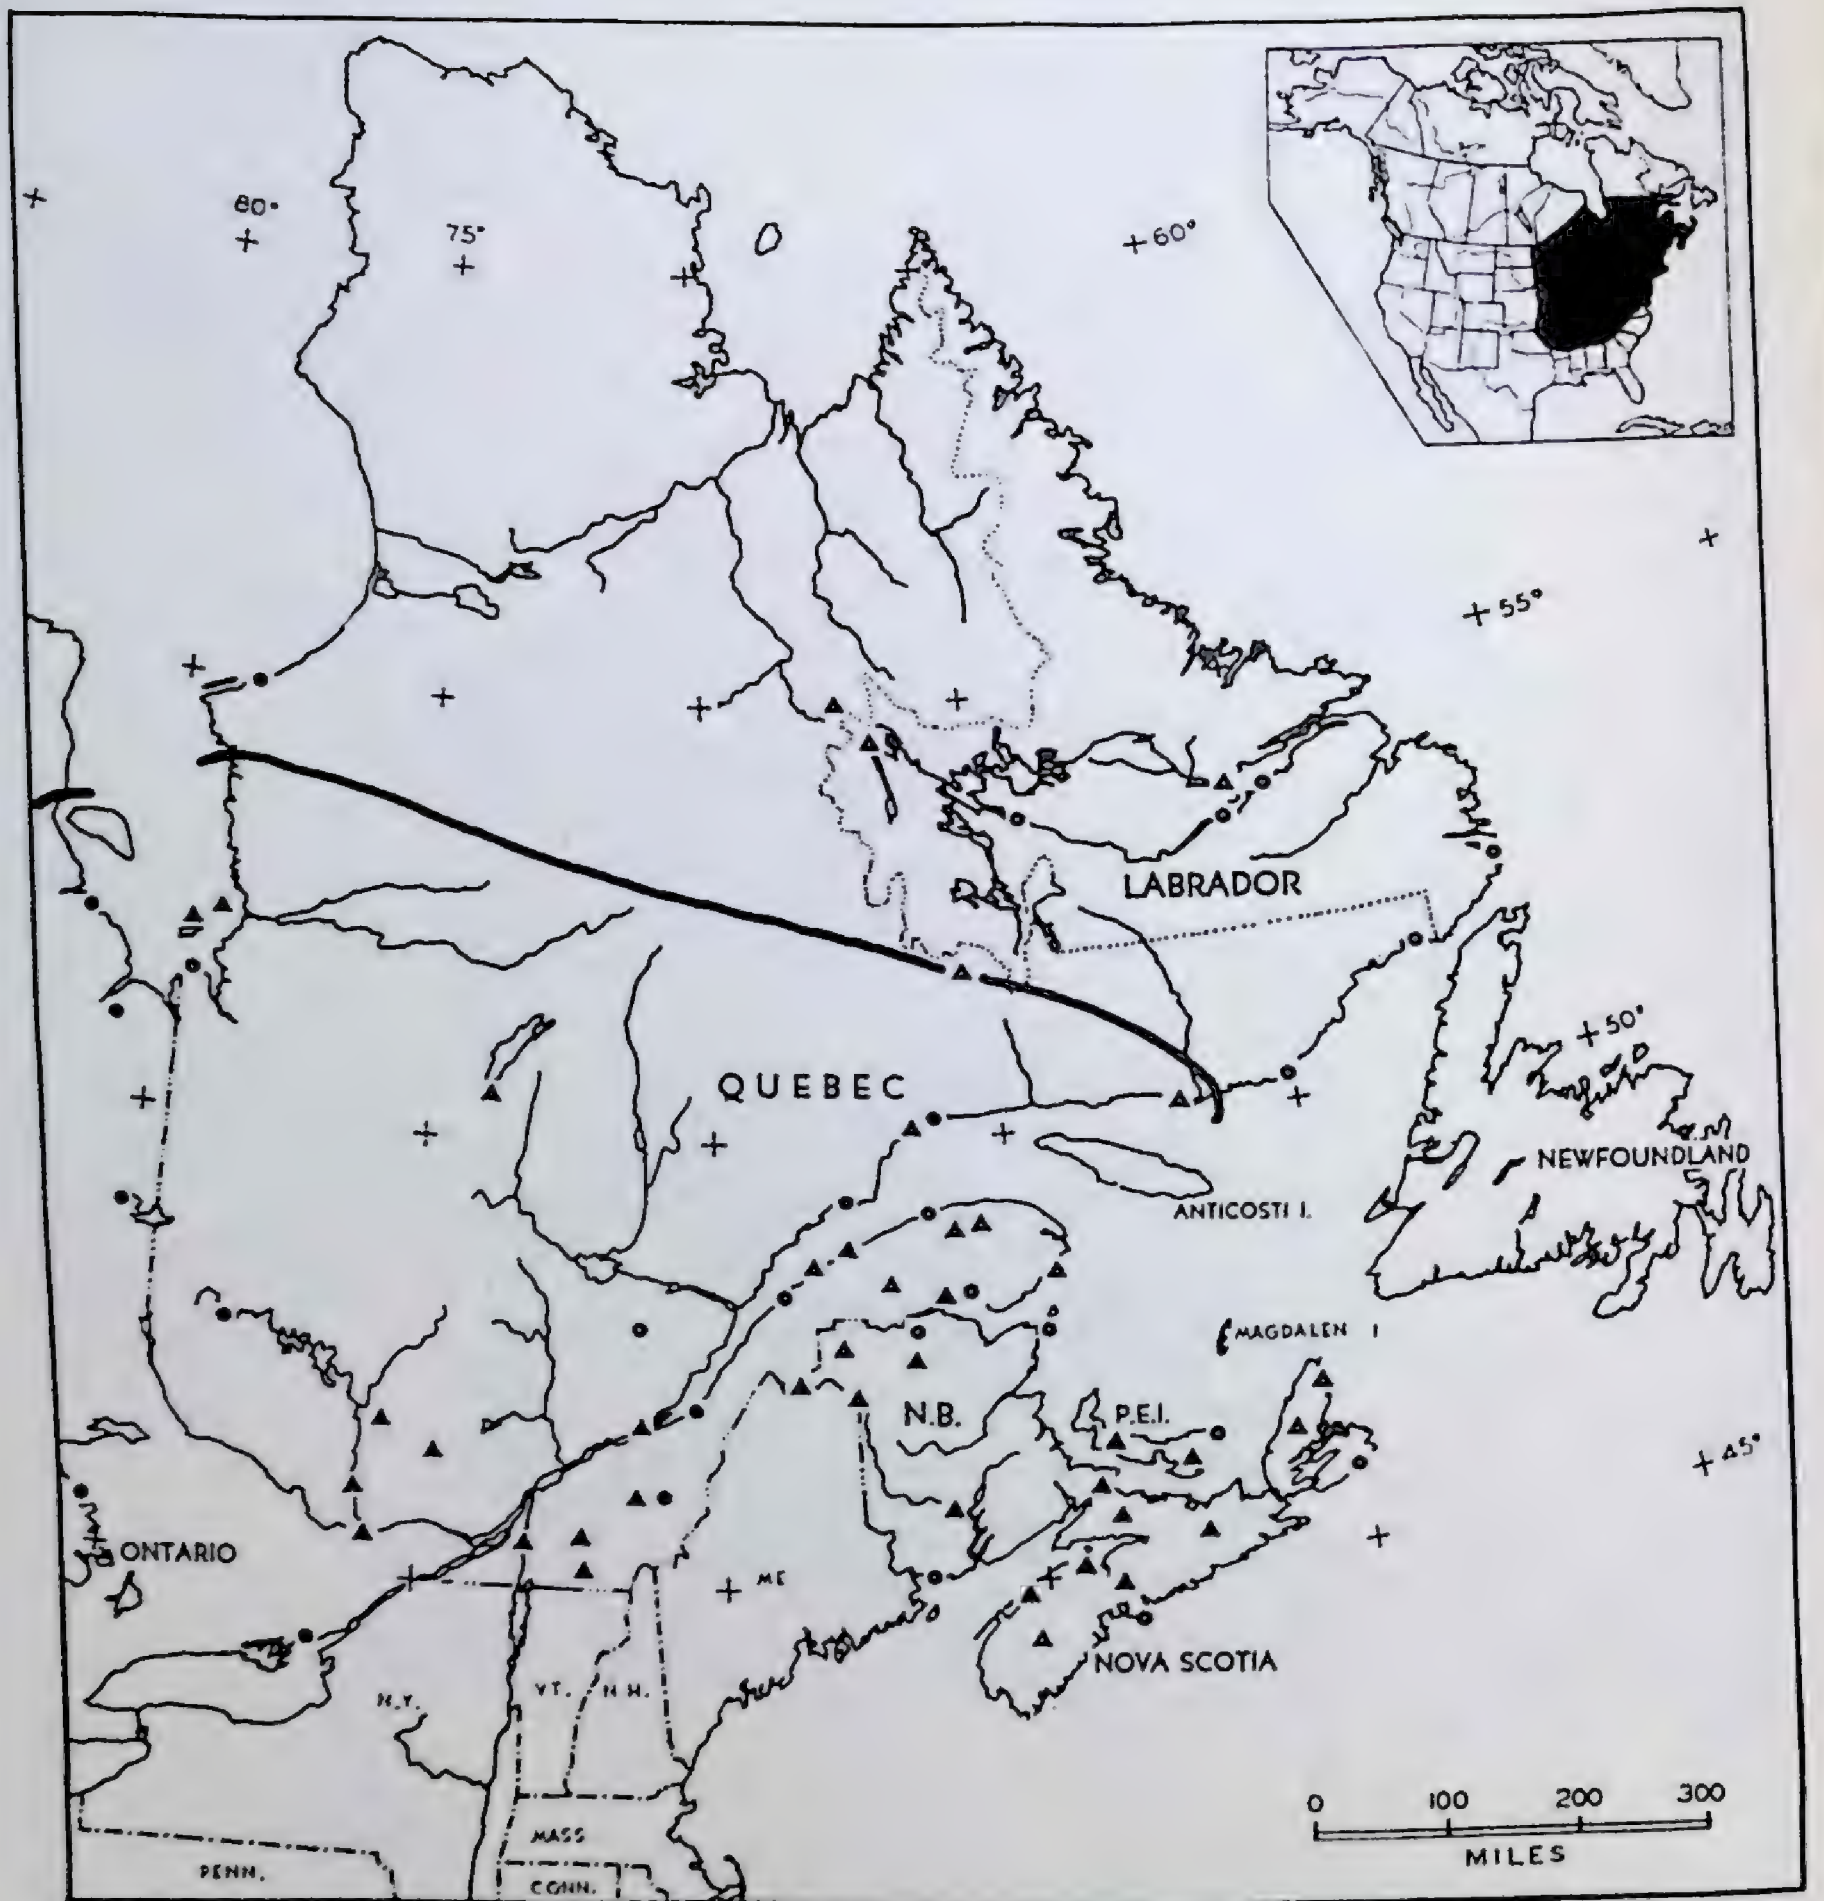 80°
75°
60°
55°
LABRADOR
50°
QUEBEC
NEWFOUNDLAND
ANTICOSTI I.
MAGDALEN I
N.B.
P.E.I.
45°
ONTARIO
ME
NOVA SCOTIA
N.Y.
VT.
N.H.
0 100 200 300
MILES
MASS
PENN.
CONN.